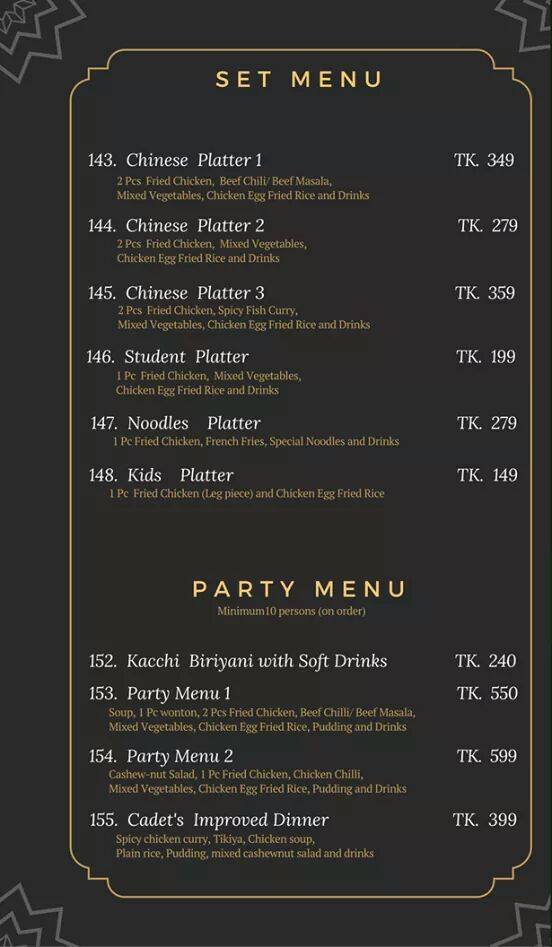 SET MENU
143. Chinese Platter 1 TK. 349
2 Pcs Fried Chicken, Beef Chili/ Beef Masala,
Mixed Vegetables, Chicken Egg Fried Rice and Drinks
144. Chinese Platter 2 TK. 279
2 Pcs Fried Chicken, Mixed Vegetables,
Chicken Egg Fried Rice and Drinks
145. Chinese Platter 3 TK. 359
2 Pcs Fried Chicken, Spicy Fish Curry,
Mixed Vegetables, Chicken Egg Fried Rice and Drinks
146. Student Platter TK. 199
1 Pc Fried Chicken, Mixed Vegetables,
Chicken Egg Fried Rice and Drinks
147. Noodles Platter TK. 279
1 Pc Fried Chicken, French Fries, Special Noodles and Drinks
148. Kids Platter TK. 149
1 Pc Fried Chicken (Leg piece) and Chicken Egg Fried Rice
PARTY MENU
Minimum10 persons (on order)
152. Kacchi Biriyani with Soft Drinks TK. 240
153. Party Menu 1 TK. 550
Soup, 1 Pc wonton, 2 Pcs Fried Chicken, Beef Chilli/ Beef Masala,
Mixed Vegetables, Chicken Egg Fried Rice, Pudding and Drinks
154. Party Menu 2 TK. 599
Cashew-nut Salad, 1 Pc Fried Chicken, Chicken Chilli,
Mixed Vegetables, Chicken Egg Fried Rice, Pudding and Drinks
155. Cadet's Improved Dinner TK. 399
Spicy chicken curry, Tikiya, Chicken soup,
Plain rice, Pudding, mixed cashewnut salad and drinks